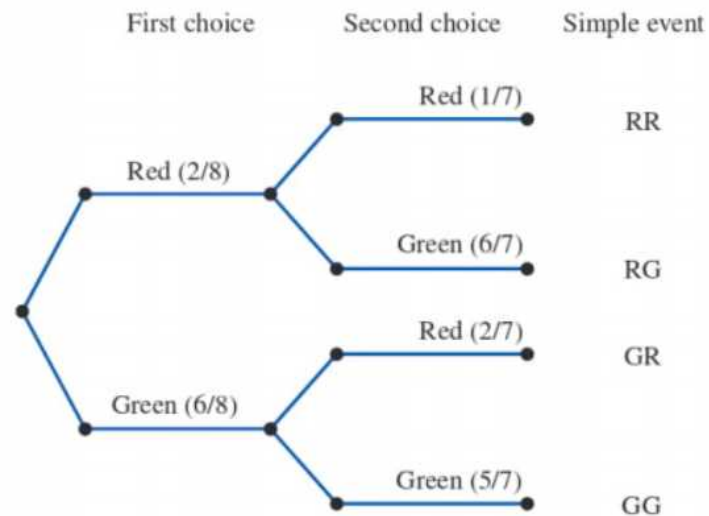 First choice Second choice Simple event
Red (1/7)
RR
Red (2/8)
Green (6/7)
RG
Red (2/7)
GR
Green (6/8)
Green (5/7)
GG